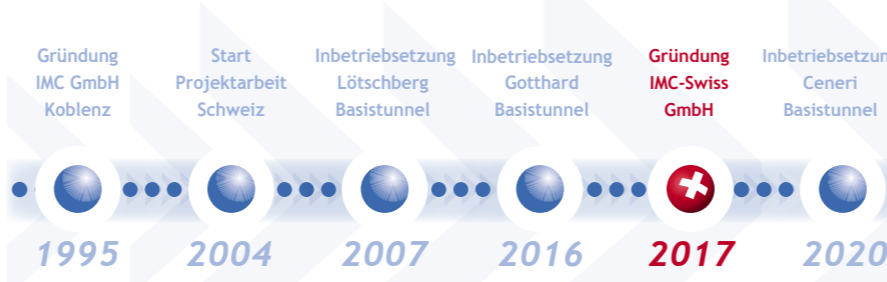 Gründung
IMC GmbH
Koblenz
Start
Projektarbeit
Schweiz
Inbetriebsetzung
Lötschberg
Basistunnel
Inbetriebsetzung
Gotthard
Basistunnel
Gründung
IMC-Swiss
GmbH
Inbetriebsetzun
Ceneri
Basistunnel
1995
2004
2007
2016
2017
2020